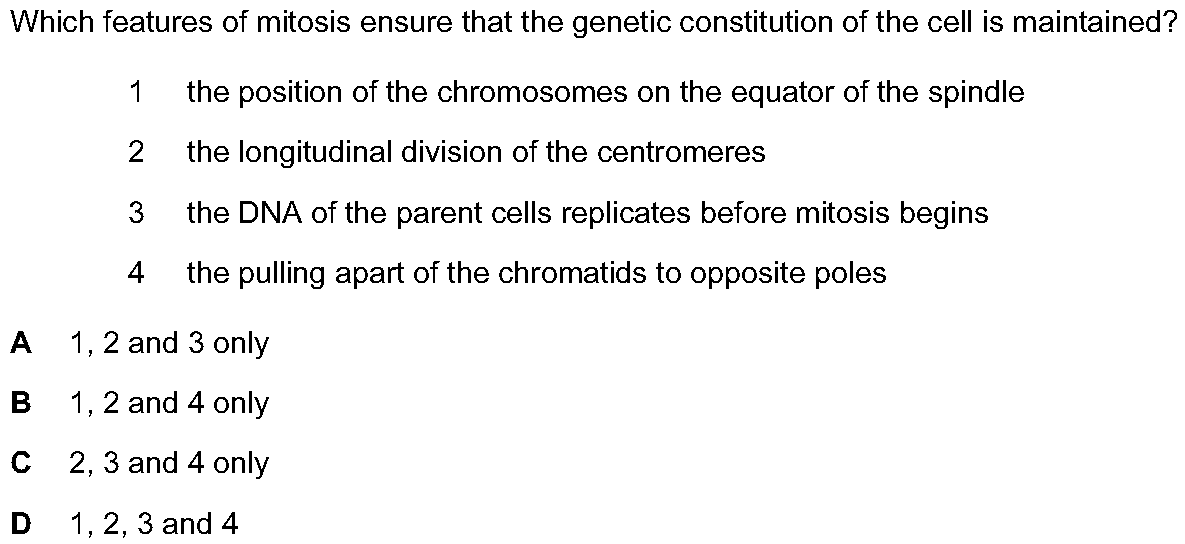 Which features of mitosis ensure that the genetic constitution of the cell is maintained?
1 the position of the chromosomes on the equator of the spindle
2 the longitudinal division of the centromeres
3 the DNA of the parent cells replicates before mitosis begins
4 the pulling apart of the chromatids to opposite poles
A 1, 2 and 3 only
B 1, 2 and 4 only
C 2, 3 and 4 only
D 1, 2, 3 and 4